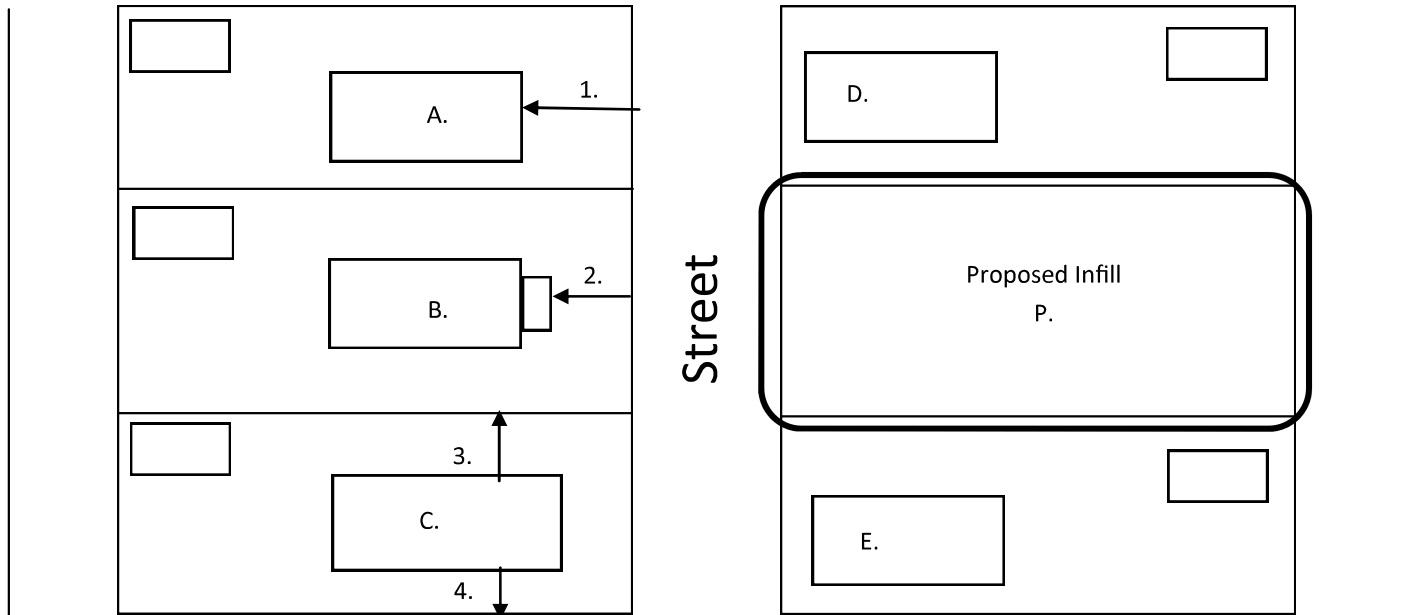 1.
A.
D.
2.
B.
Street
Proposed Infill
P.
3.
C.
4.
E.